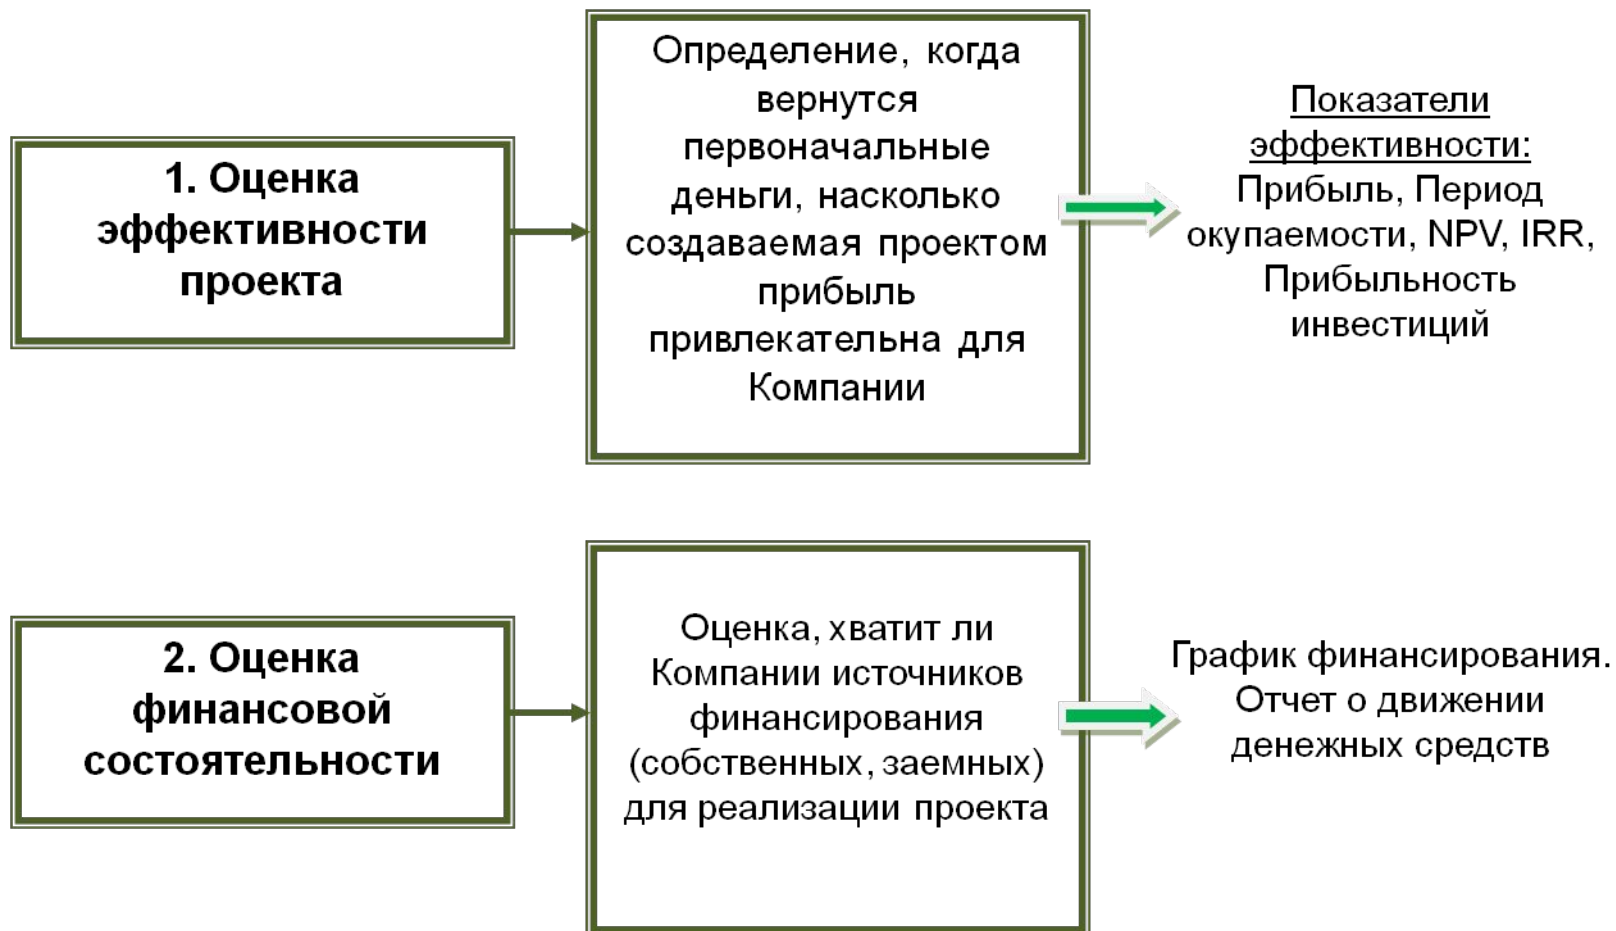 1. Оценка
эффективности
проекта
Определение, когда
вернутся
первоначальные
деньги, насколько
создаваемая проектом
прибыль
привлекательна для
Компании
Показатели
эффективности:
Прибыль, Период
окупаемости, NPV, IRR,
Прибыльность
инвестиций
2. Оценка
финансовой
состоятельности
Оценка, хватит ли
Компании источников
финансирования
(собственных, заемных)
для реализации проекта
График финансирования.
Отчет о движении
денежных средств